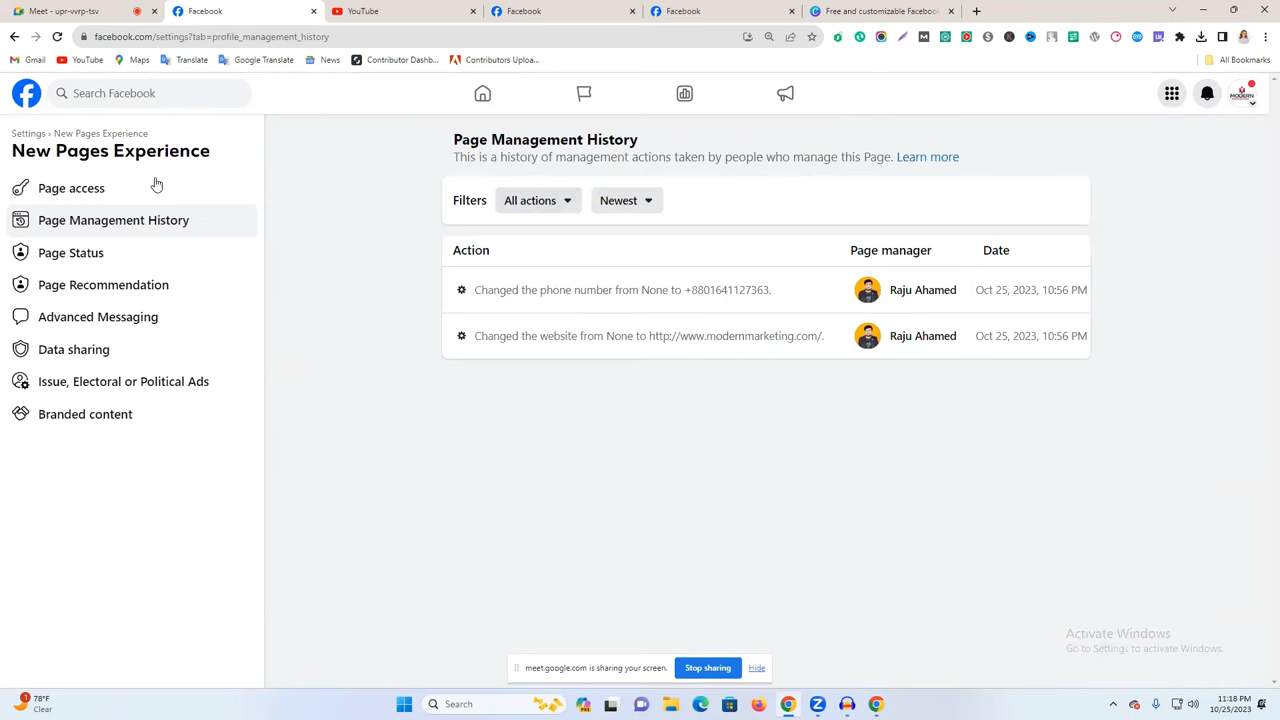 Meet - upr-vvrp-tsv
Facebook
YouTube
Facebook
Facebook
Free and customizable Facebook
facebook.com/settings?tab=profile_management_history
Gmail
YouTube
Maps
Translate
Google Translate
News
Contributor Dashb...
Contributors Uploa...
All Bookmarks
Search Facebook
MODERN
Settings › New Pages Experience
New Pages Experience
Page access
Page Management History
Page Status
Page Recommendation
Advanced Messaging
Data sharing
Issue, Electoral or Political Ads
Branded content
Page Management History
This is a history of management actions taken by people who manage this Page. Learn more
Filters All actions Newest
Action Page manager Date
Changed the phone number from None to +8801641127363. Raju Ahamed Oct 25, 2023, 10:56 PM
Changed the website from None to http://www.modernmarketing.com/. Raju Ahamed Oct 25, 2023, 10:56 PM
Activate Windows
Go to Settings to activate Windows.
meet.google.com is sharing your screen. Stop sharing Hide
1
78°F
Clear
Search
11:18 PM
10/25/2023